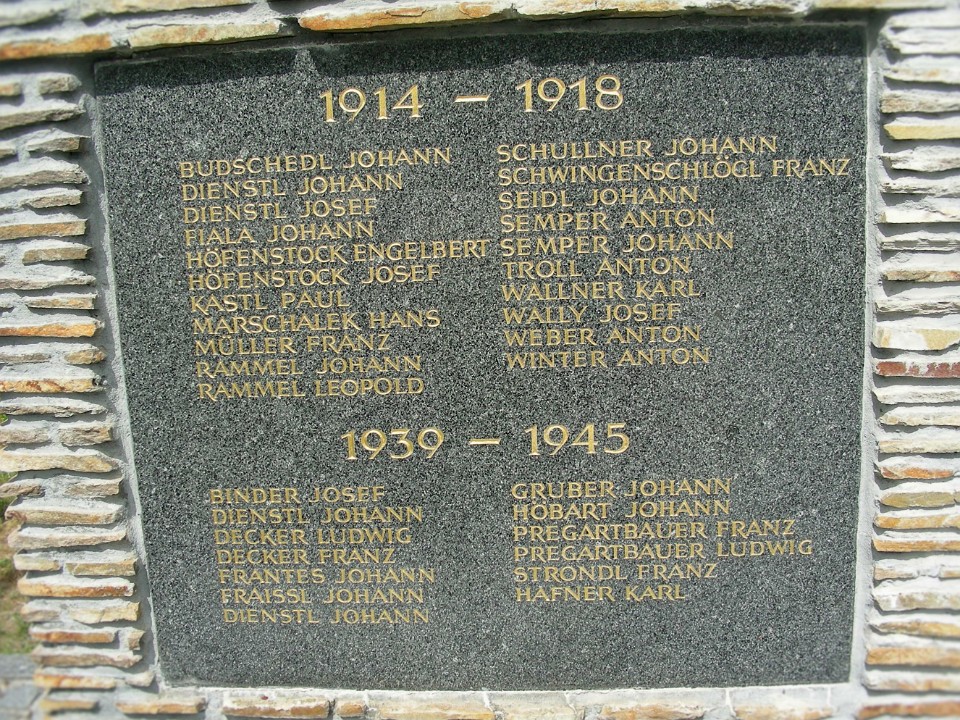 1914 – 1918
BUDSCHEDL JOHANN
DIENSTL JOHANN
DIENSTL JOSEF
FIALA JOHANN
HOFENSTOCK ENGELBERT
HOFENSTOCK JOSEF
KASTL PAUL
MARSCHALEK HANS
MÜLLER FRANZ
RAMMEL JOHANN
RAMMEL LEOPOLD
SCHULLNER JOHANN
SCHWINGENSCHLÖGL FRANZ
SEIDL JOHANN
SEMPER ANTON
SEMPER JOHANN
TROLL ANTON
WALLNER KARL
WALLY JOSEF
WEBER ANTON
WINTER ANTON
1939 – 1945
BINDER JOSEF
DIENSTL JOHANN
DECKER LUDWIG
DECKER FRANZ
FRANTES JOHANN
FRAISSL JOHANN
DIENSTL JOHANN
GRUBER JOHANN
HOBART JOHANN
PREGARTBAUER FRANZ
PREGARTBAUER LUDWIG
STRONDL FRANZ
HAFNER KARL